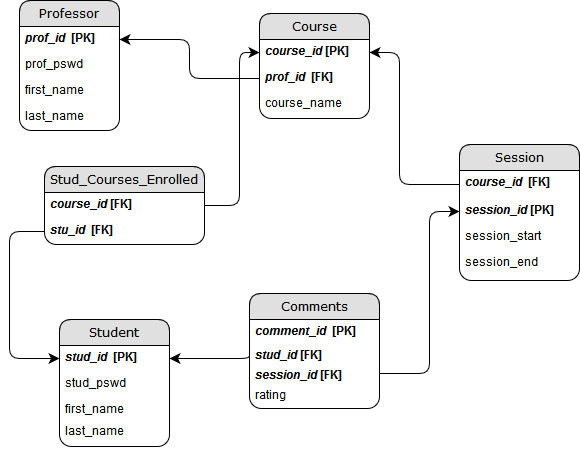 Professor
prof_id [PK]
prof_pswd
first_name
last_name
Course
course_id [PK]
prof_id [FK]
course_name
Stud_Courses_Enrolled
course_id [FK]
stu_id [FK]
Session
course_id [FK]
session_id [PK]
session_start
session_end
Student
stud_id [PK]
stud_pswd
first_name
last_name
Comments
comment_id [PK]
stud_id [FK]
session_id [FK]
rating